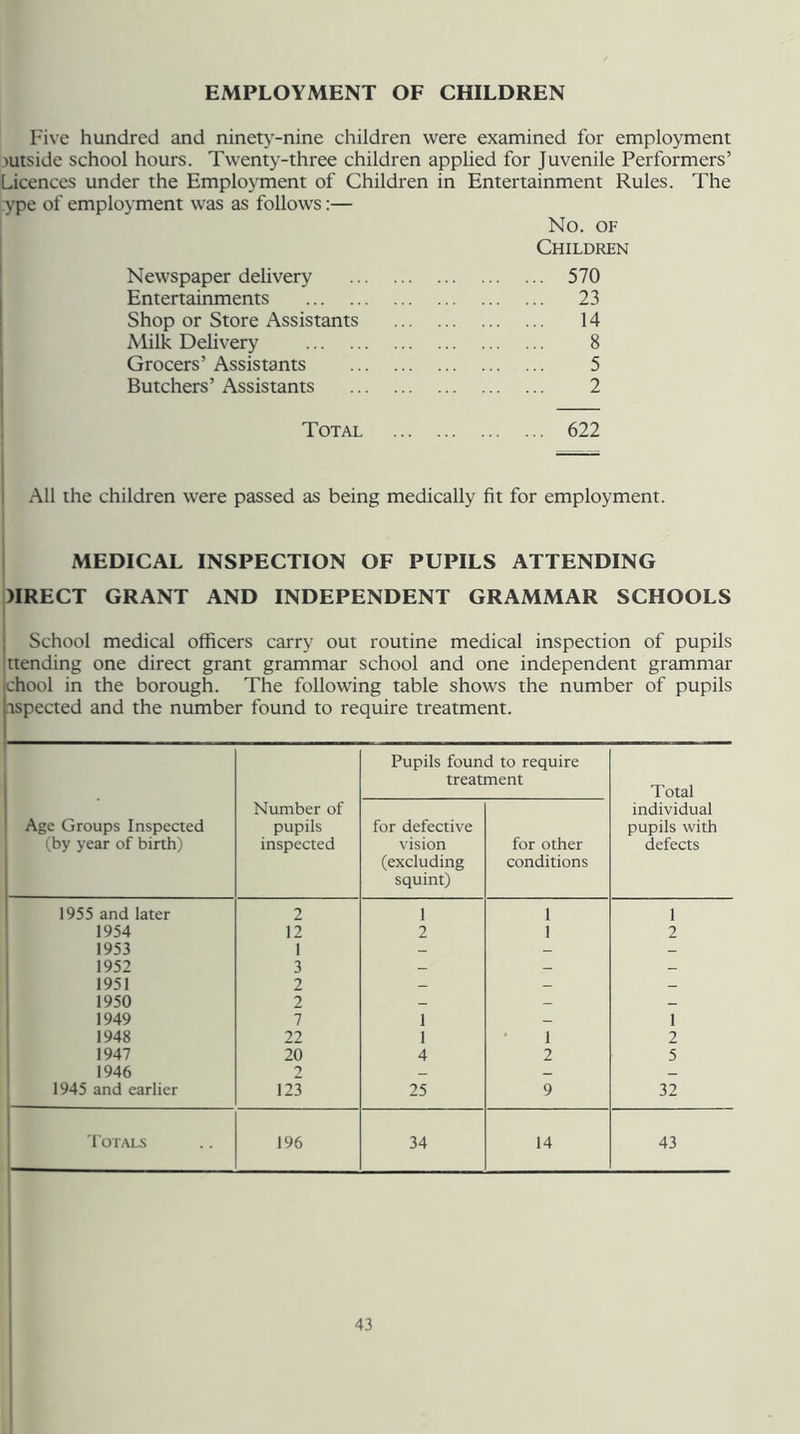 EMPLOYMENT OF CHILDREN
Five hundred and ninety-nine children were examined for employment
outside school hours. Twenty-three children applied for Juvenile Performers'
Licences under the Employment of Children in Entertainment Rules. The
ype of employment was as follows:—
No. OF
CHILDREN
Newspaper delivery ... ... ... ... ... 570
Entertainments ... ... ... ... ... ... 23
Shop or Store Assistants ... ... ... ... 14
Milk Delivery ... ... ... ... ... ... 8
Grocers' Assistants ... ... ... ... ... 5
Butchers' Assistants ... ... ... ... ... 2
TOTAL ... ... ... ... 622
All the children were passed as being medically fit for employment.
MEDICAL INSPECTION OF PUPILS ATTENDING
DIRECT GRANT AND INDEPENDENT GRAMMAR SCHOOLS
School medical officers carry out routine medical inspection of pupils
ttending one direct grant grammar school and one independent grammar
chool in the borough. The following table shows the number of pupils
nspected and the number found to require treatment.
Age Groups Inspected (by year of birth) | Number of pupils inspected | Pupils found to require treatment | Total individual pupils with defects
for defective vision (excluding squint) | for other conditions
1955 and later 2 1 1 1
1954 12 2 1 2
1953 1 – – –
1952 3 – – –
1951 2 – – –
1950 2 – – –
1949 7 1 – 1
1948 22 1 1 2
1947 20 4 2 5
1946 2 – – –
1945 and earlier 123 25 9 32
TOTALS .. 196 34 14 43
43